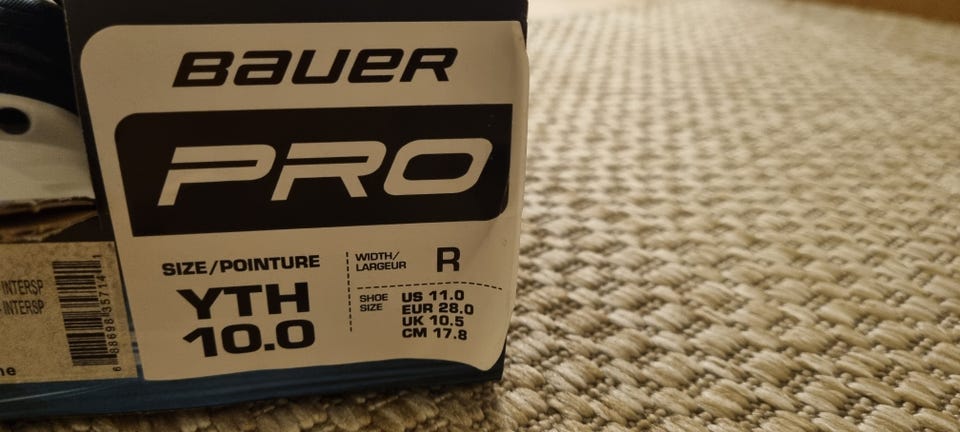 BAUER
PRO
SIZE/POINTURE
YTH
10.0
WIDTH/
LARGEUR
R
SHOE
SIZE
US 11.0
EUR 28.0
UK 10.5
CM 17.8
INTERSP
INTERSP